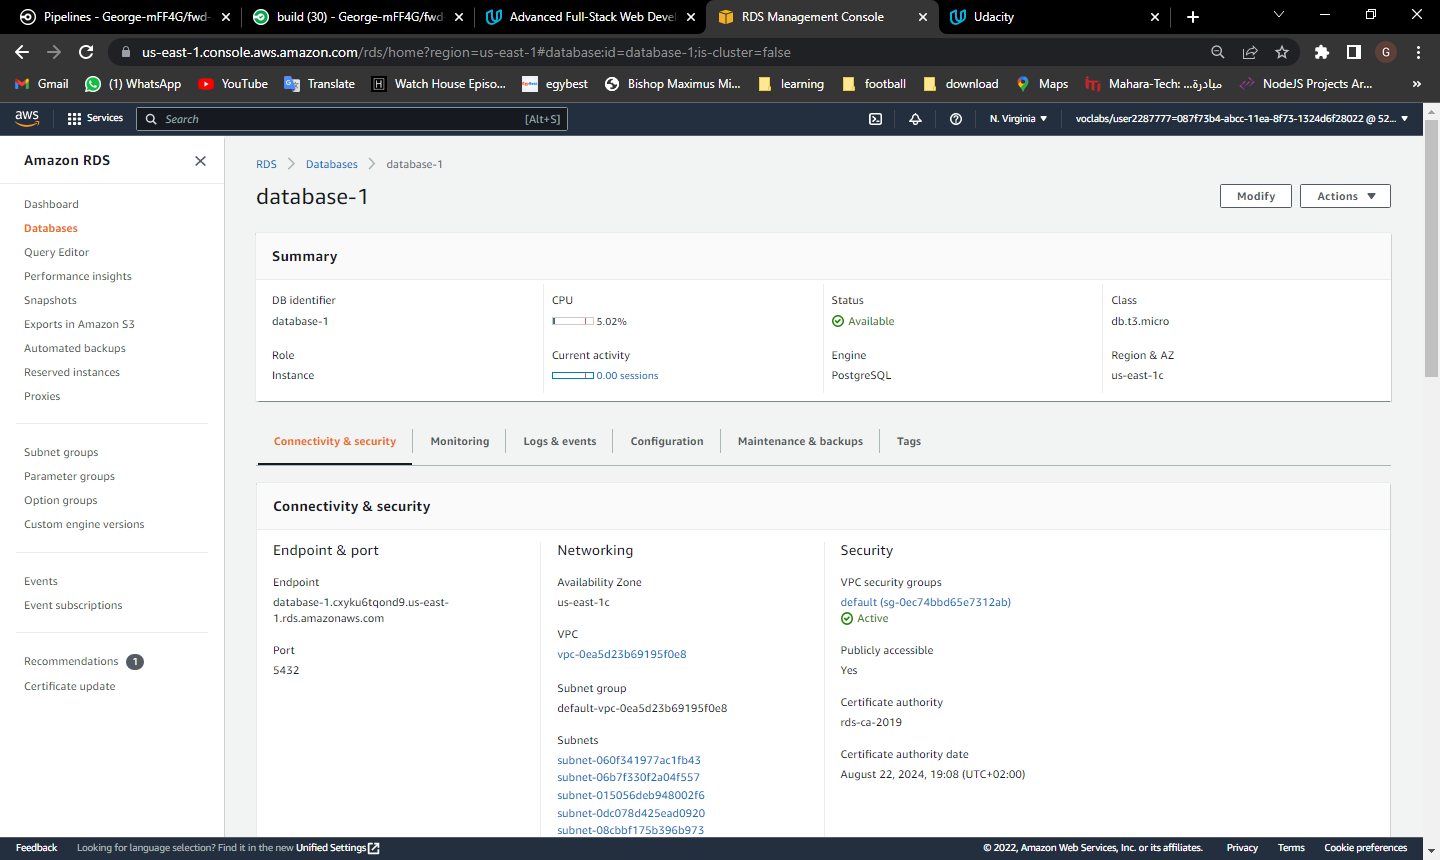 Pipelines - George-mFF4G/fwd-
build (30) - George-mFF4G/fwd
Advanced Full-Stack Web Devel
RDS Management Console
Udacity
us-east-1.console.aws.amazon.com/rds/home?region=us-east-1#database:id=database-1;is-cluster=false
G
Gmail
(1) WhatsApp
YouTube
Translate
Watch House Episo...
egybest
Bishop Maximus Mi...
learning
football
download
Maps
Mahara-Tech: ...مبادرة
NodeJS Projects Ar...
aws
Services
Search
[Alt+S]
N. Virginia
voclabs/user2287777=087f73b4-abcc-11ea-8f73-1324d6f28022 @ 52...
Amazon RDS
Dashboard
Databases
Query Editor
Performance insights
Snapshots
Exports in Amazon S3
Automated backups
Reserved instances
Proxies
Subnet groups
Parameter groups
Option groups
Custom engine versions
Events
Event subscriptions
Recommendations 1
Certificate update
RDS
Databases
database-1
database-1
Modify
Actions
Summary
DB identifier
database-1
CPU
5.02%
Status
Available
Class
db.t3.micro
Role
Instance
Current activity
0.00 sessions
Engine
PostgreSQL
Region & AZ
us-east-1c
Connectivity & security
Monitoring
Logs & events
Configuration
Maintenance & backups
Tags
Connectivity & security
Endpoint & port
Endpoint
database-1.cxyku6tqond9.us-east-
1.rds.amazonaws.com
Port
5432
Networking
Availability Zone
us-east-1c
VPC
vpc-0ea5d23b69195f0e8
Subnet group
default-vpc-0ea5d23b69195f0e8
Subnets
subnet-060f341977ac1fb43
subnet-06b7f330f2a04f557
subnet-015056deb948002f6
subnet-0dc078d425ead0920
subnet-08cbbf175b396b973
Security
VPC security groups
default (sg-0ec74bbd65e7312ab)
Active
Publicly accessible
Yes
Certificate authority
rds-ca-2019
Certificate authority date
August 22, 2024, 19:08 (UTC+02:00)
Feedback
Looking for language selection? Find it in the new Unified Settings
© 2022, Amazon Web Services, Inc. or its affiliates.
Privacy
Terms
Cookie preferences